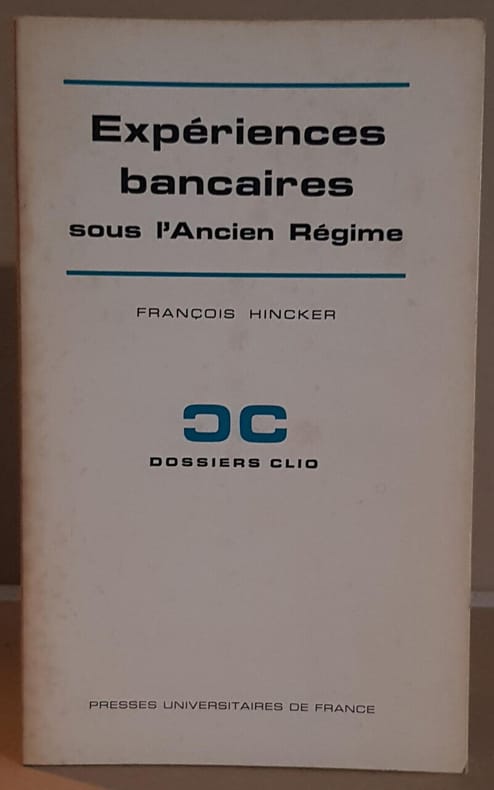 Expériences
bancaires
sous l'Ancien Régime
FRANÇOIS HINCKER
DOSSIERS CLIO
PRESSES UNIVERSITAIRES DE FRANCE